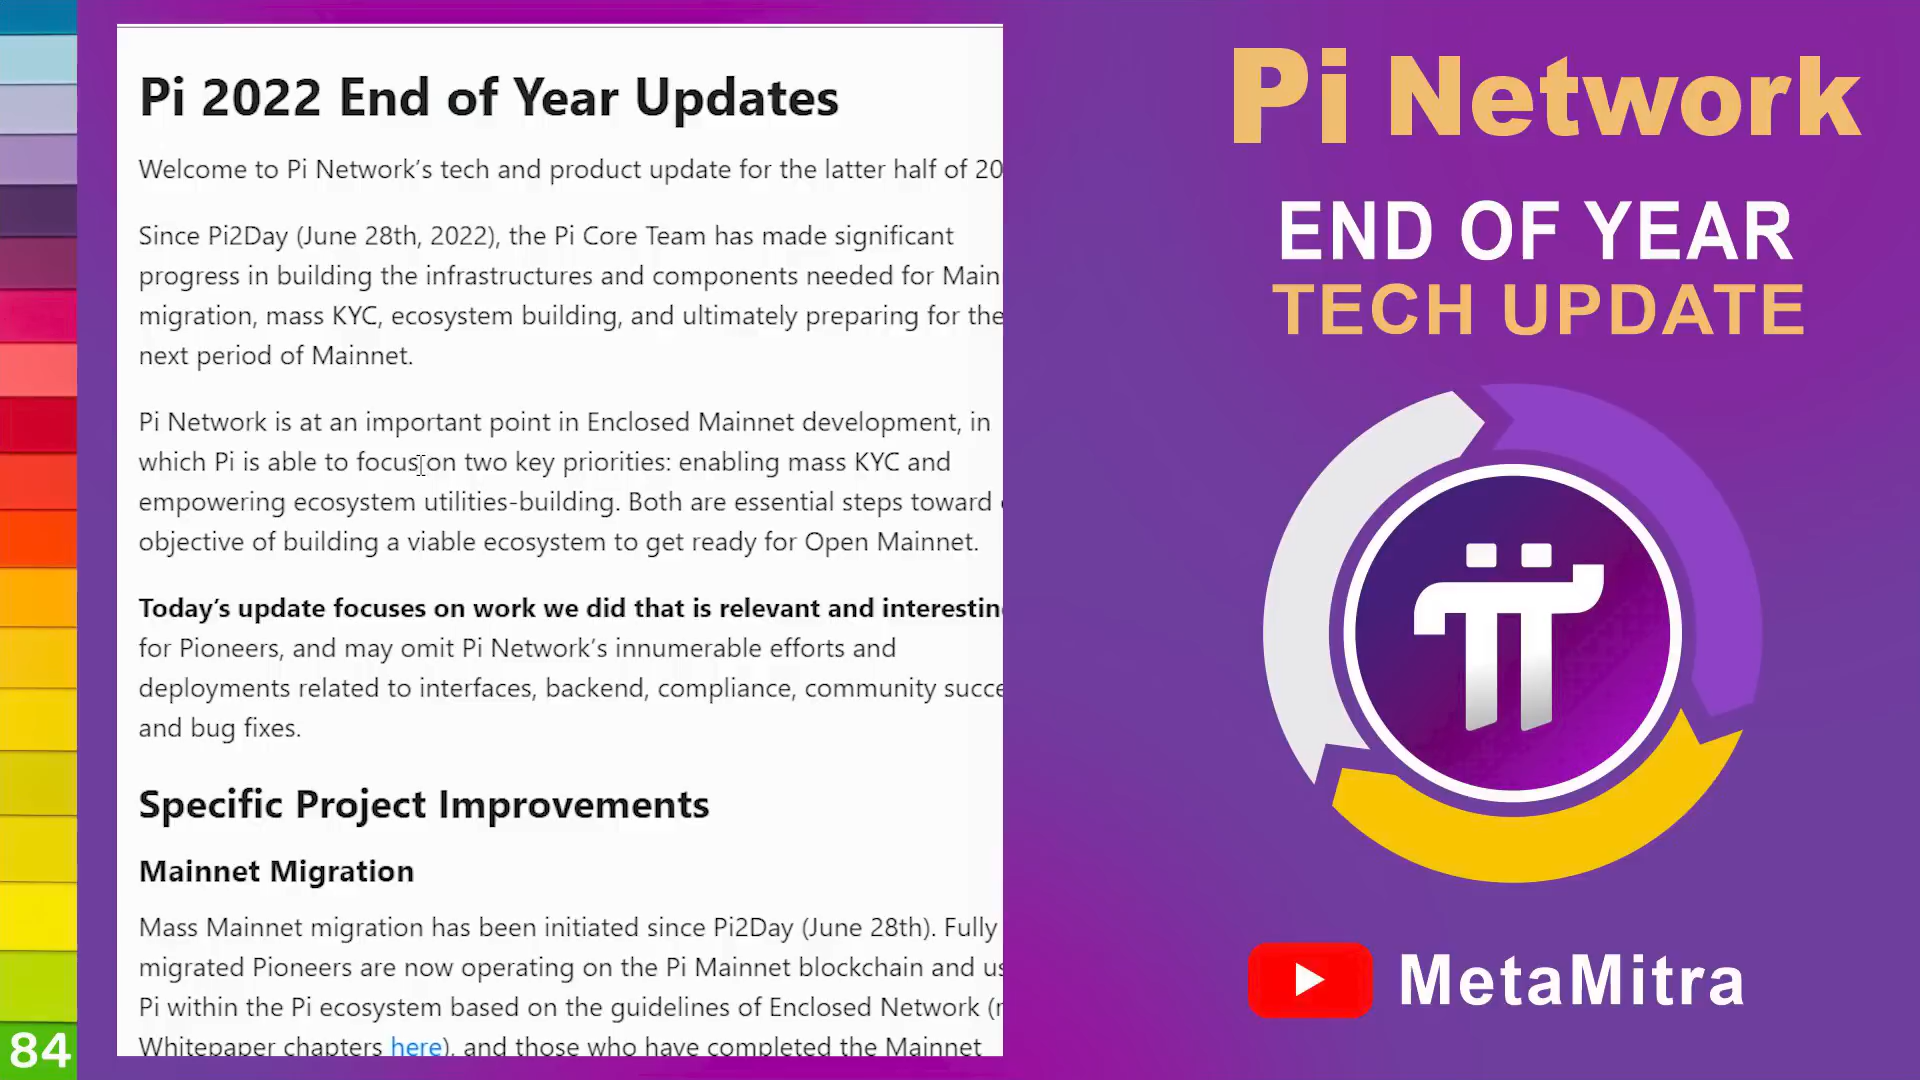 Pi 2022 End of Year Updates
Welcome to Pi Network’s tech and product update for the latter half of 20
Since Pi2Day (June 28th, 2022), the Pi Core Team has made significant
progress in building the infrastructures and components needed for Main
migration, mass KYC, ecosystem building, and ultimately preparing for the
next period of Mainnet.
Pi Network is at an important point in Enclosed Mainnet development, in
which Pi is able to focus on two key priorities: enabling mass KYC and
empowering ecosystem utilities-building. Both are essential steps toward
objective of building a viable ecosystem to get ready for Open Mainnet.
Today’s update focuses on work we did that is relevant and interestin
for Pioneers, and may omit Pi Network’s innumerable efforts and
deployments related to interfaces, backend, compliance, community succe
and bug fixes.
Specific Project Improvements
Mainnet Migration
Mass Mainnet migration has been initiated since Pi2Day (June 28th). Fully
migrated Pioneers are now operating on the Pi Mainnet blockchain and us
Pi within the Pi ecosystem based on the guidelines of Enclosed Network (
Whitepaper chapters here), and those who have completed the Mainnet
84
Pi Network
END OF YEAR
TECH UPDATE
MetaMitra